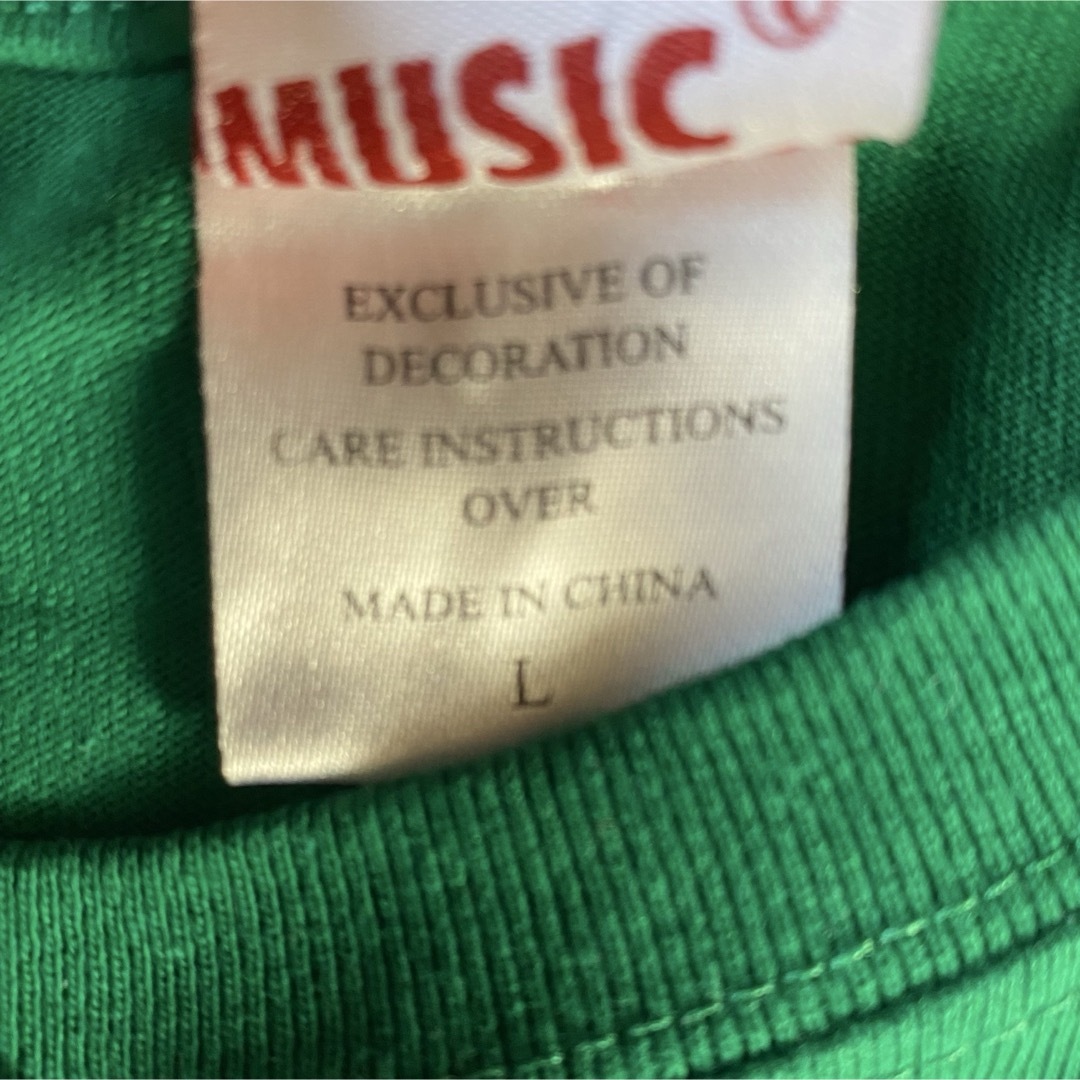 MUSIC®
EXCLUSIVE OF
DECORATION
CARE INSTRUCTIONS
OVER
MADE IN CHINA
L